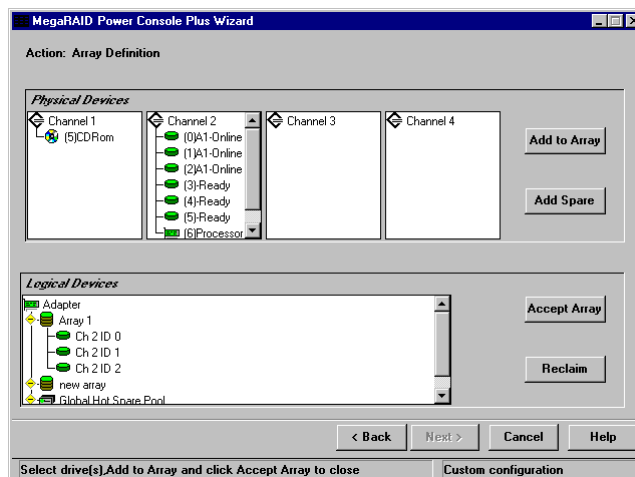 MegaRAID Power Console Plus Wizard
Action: Array Definition
Physical Devices
Channel 1
(5)CDRom
Channel 2
(0)A1-Online
(1)A1-Online
(2)A1-Online
(3)-Ready
(4)-Ready
(5)-Ready
(6)Processor
Channel 3
Channel 4
Add to Array
Add Spare
Logical Devices
Adapter
Array 1
Ch 2 ID 0
Ch 2 ID 1
Ch 2 ID 2
new array
Global Hot Spare Pool
Accept Array
Reclaim
< Back
Next >
Cancel
Help
Select drive(s),Add to Array and click Accept Array to close
Custom configuration